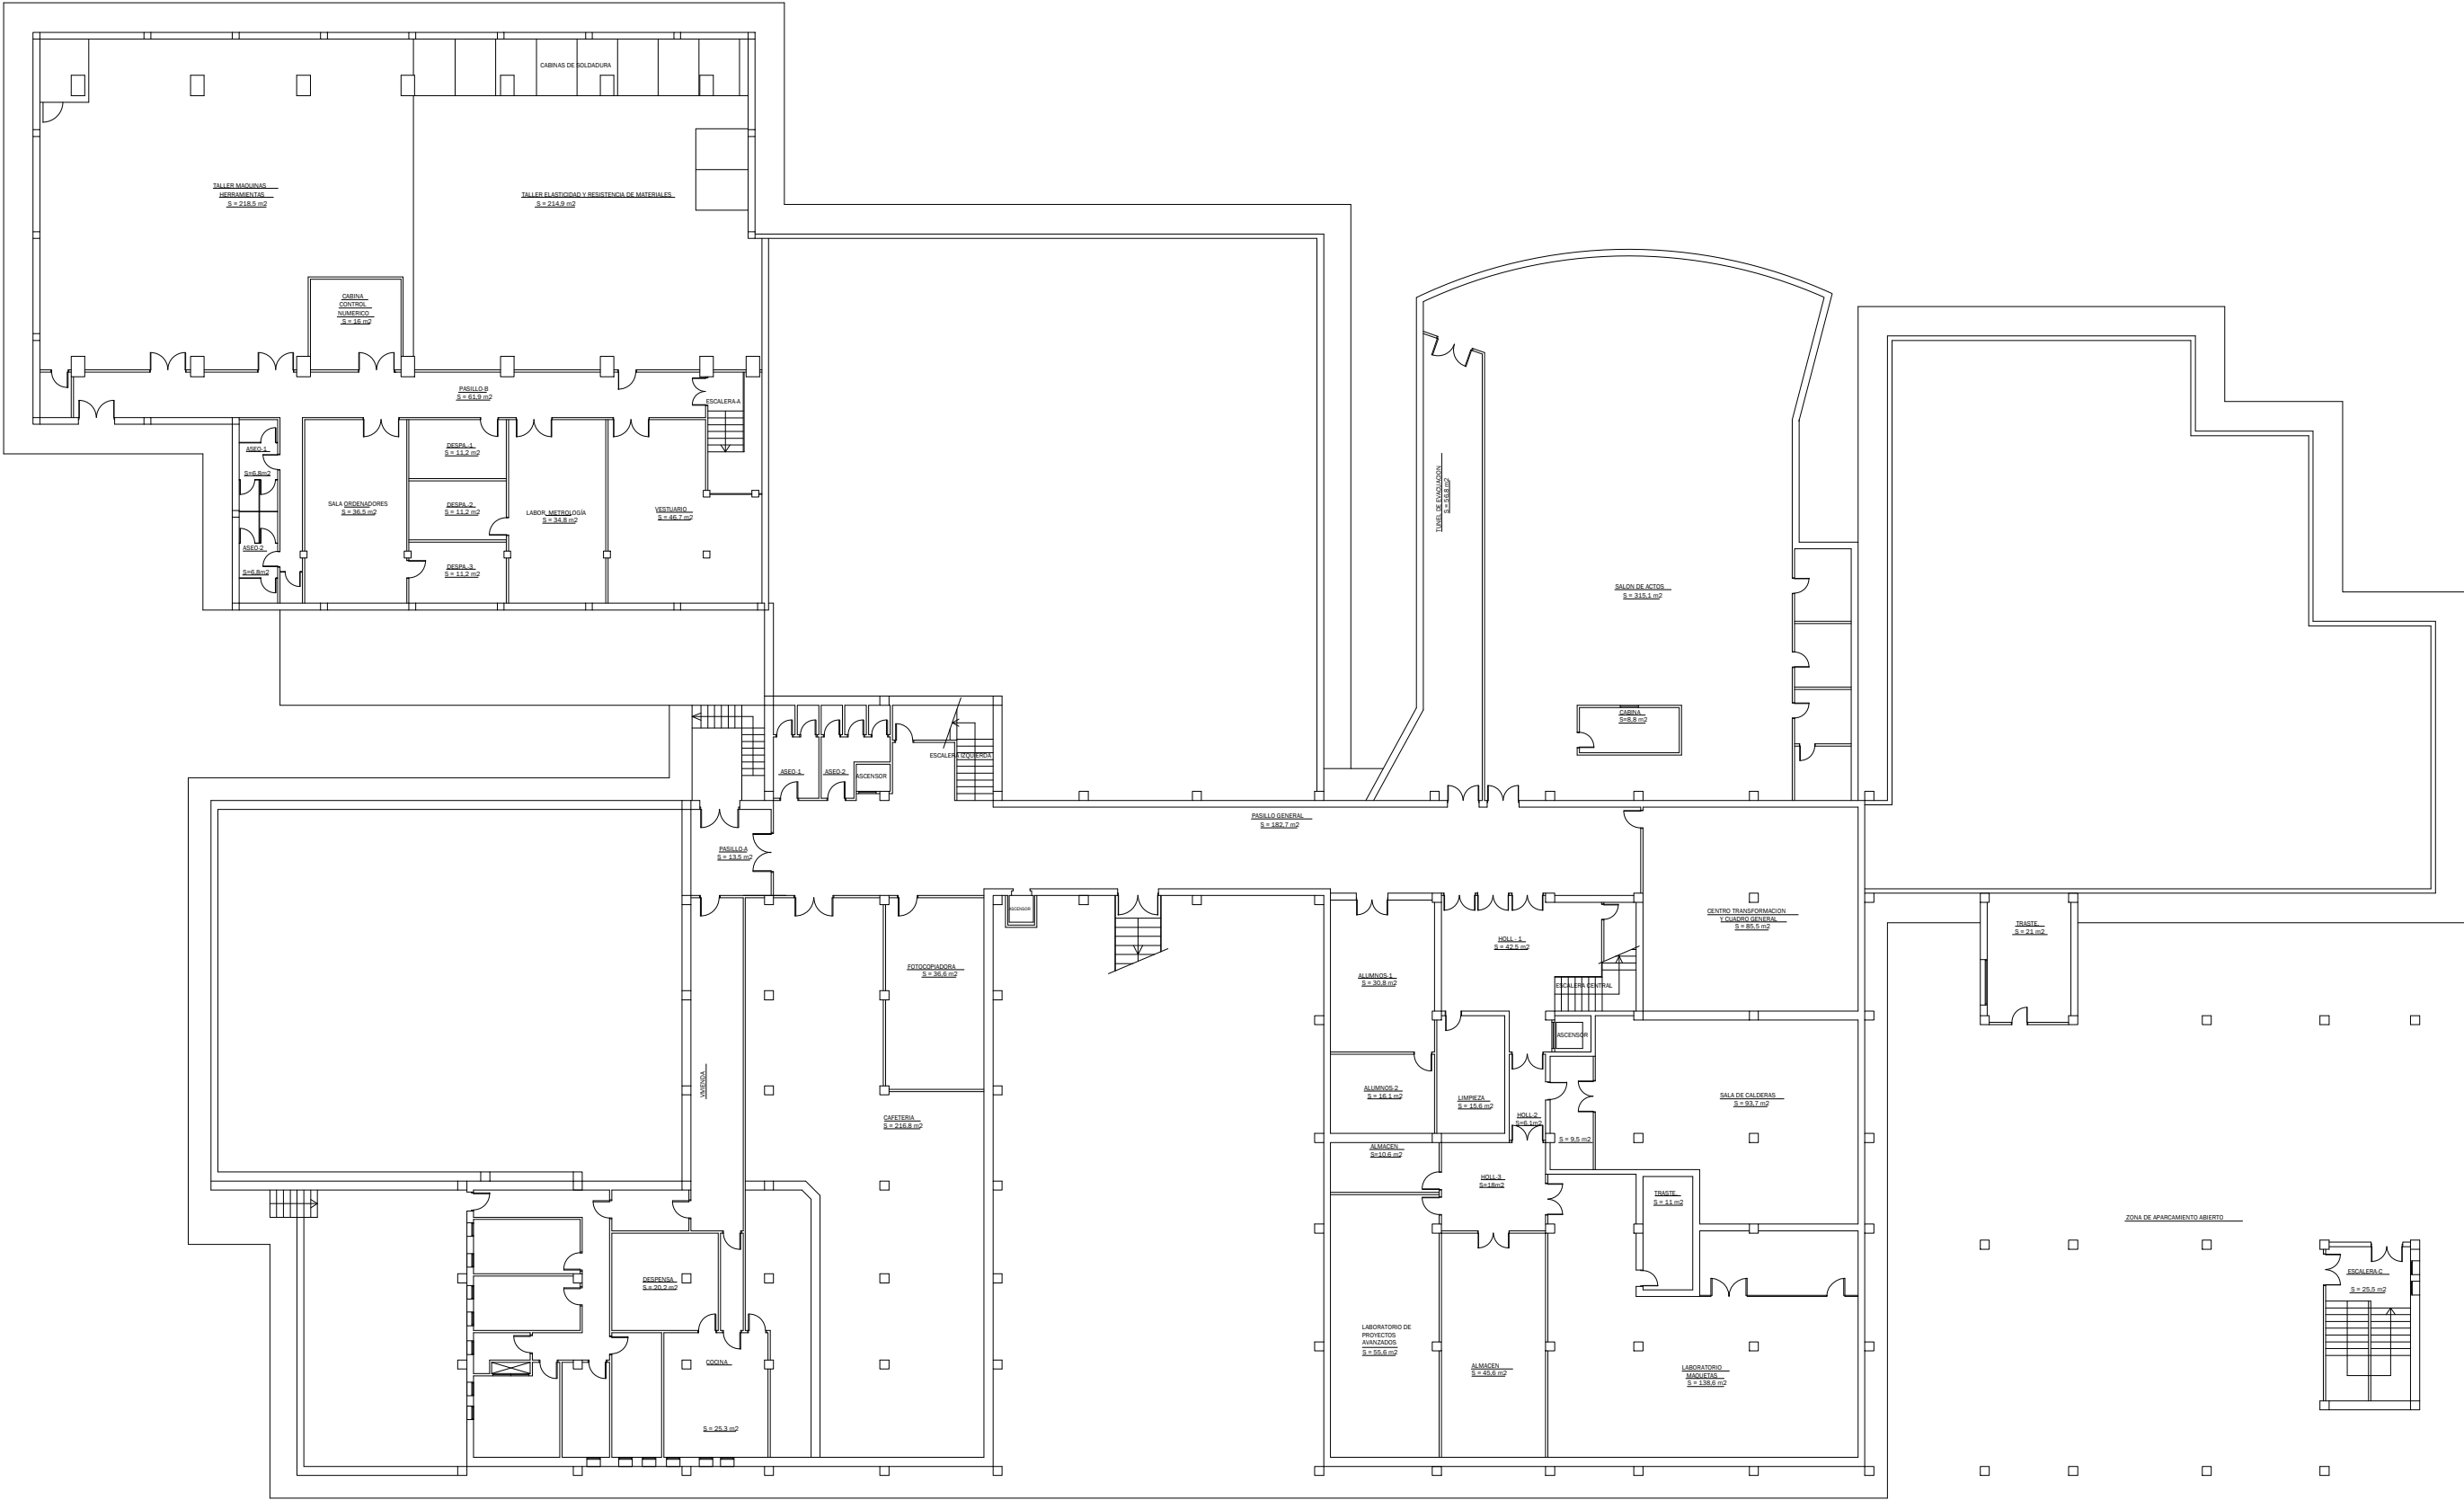 CABINAS DE SOLDADURA
TALLER MAQUINAS
HERRAMIENTAS
S = 218,5 m2
TALLER ELASTICIDAD Y RESISTENCIA DE MATERIALES
S = 214,9 m2
CABINA
CONTROL
NUMERICO
S = 16 m2
PASILLO-B
S = 61,9 m2
ESCALERA-A
ASEO-1
S=6.8m2
DESPA.-1
S = 11,2 m2
SALA ORDENADORES
S = 36,5 m2
DESPA.-2
S = 11,2 m2
LABOR. METROLOGÍA
S = 34,8 m2
VESTUARIO
S = 46,7 m2
ASEO-2
S=6.8m2
DESPA.-3
S = 11,2 m2
TUNEL DE EVACUACION
S = 56,8 m2
SALON DE ACTOS
S = 315,1 m2
CABINA
S=8,8 m2
ESCALERA IZQUIERDA
ASEO-1
ASEO-2
ASCENSOR
PASILLO GENERAL
S = 182,7 m2
PASILLO-A
S = 13,5 m2
ASCENSOR
CENTRO TRANSFORMACION
Y CUADRO GENERAL
S = 85,5 m2
TRASTE.
S = 21 m2
HOLL - 1
S = 42,5 m2
FOTOCOPIADORA
S = 36,6 m2
ALUMNOS-1
S = 30,8 m2
ESCALERA CENTRAL
ASCENSOR
VIVIENDA
ALUMNOS-2
S = 16,1 m2
LIMPIEZA
S = 15,6 m2
SALA DE CALDERAS
S = 93,7 m2
CAFETERIA
S = 216,8 m2
HOLL-2
S=6.1m2
S = 9,5 m2
ALMACEN
S=10,6 m2
HOLL-3
S=18m2
TRASTE.
S = 11 m2
ZONA DE APARCAMIENTO ABIERTO
DESPENSA
S = 20,2 m2
ESCALERA-C
S = 25,5 m2
LABORATORIO DE
PROYECTOS
AVANZADOS
S = 55,6 m2
COCINA
S = 25,3 m2
ALMACEN
S = 45,6 m2
LABORATORIO
MAQUETAS
S = 138,6 m2